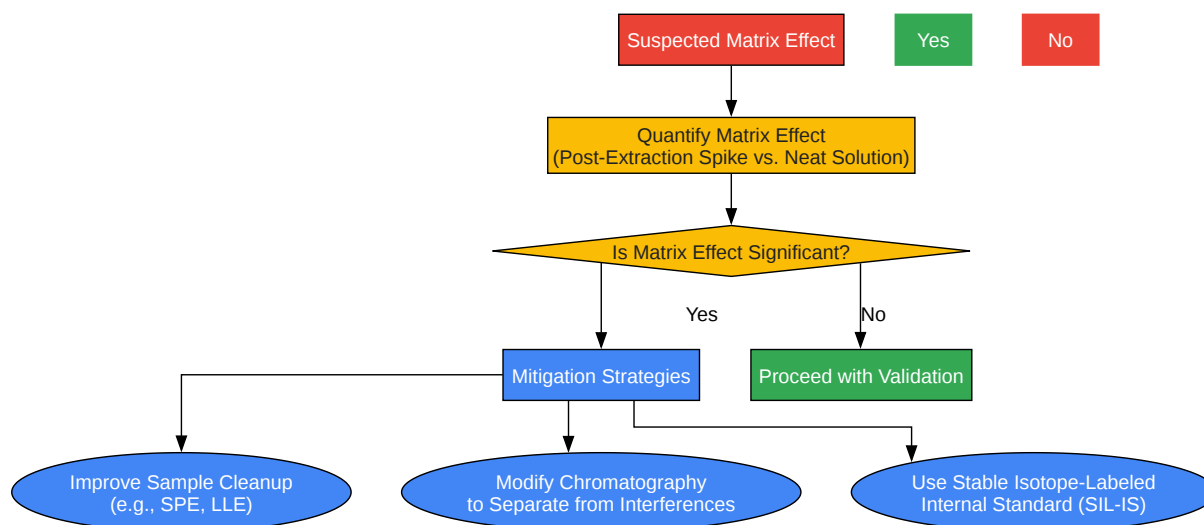 Suspected Matrix Effect
Yes
No
Quantify Matrix Effect
(Post-Extraction Spike vs. Neat Solution)
Is Matrix Effect Significant?
Yes
No
Mitigation Strategies
Proceed with Validation
Improve Sample Cleanup
(e.g., SPE, LLE)
Modify Chromatography
to Separate from Interferences
Use Stable Isotope-Labeled
Internal Standard (SIL-IS)